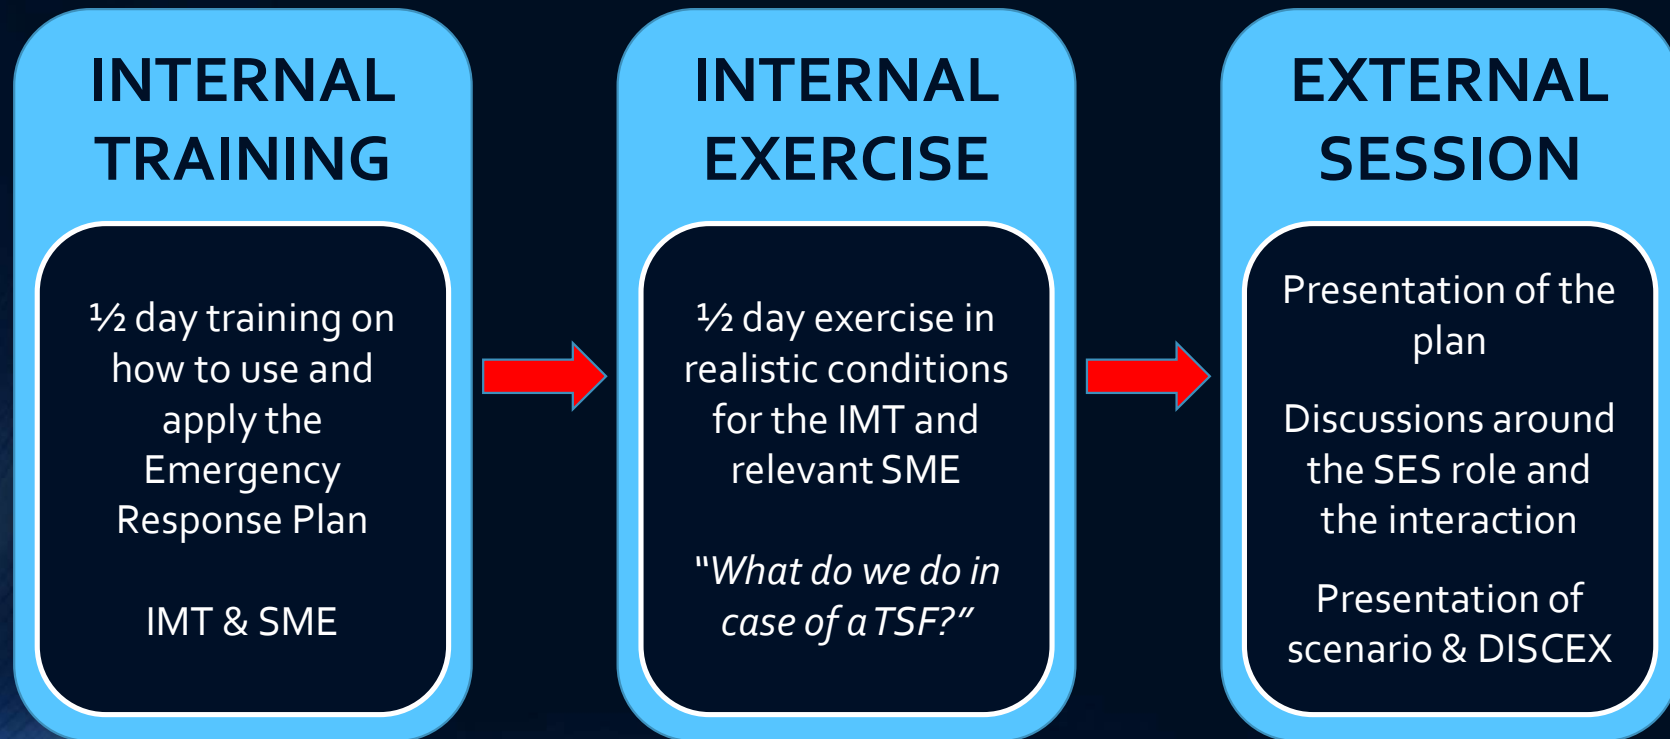 INTERNAL
TRAINING
½ day training on
how to use and
apply the
Emergency
Response Plan
IMT & SME
INTERNAL
EXERCISE
½ day exercise in
realistic conditions
for the IMT and
relevant SME
"What do we do in
case of a TSF?"
EXTERNAL
SESSION
Presentation of the
plan
Discussions around
the SES role and
the interaction
Presentation of
scenario & DISCEX